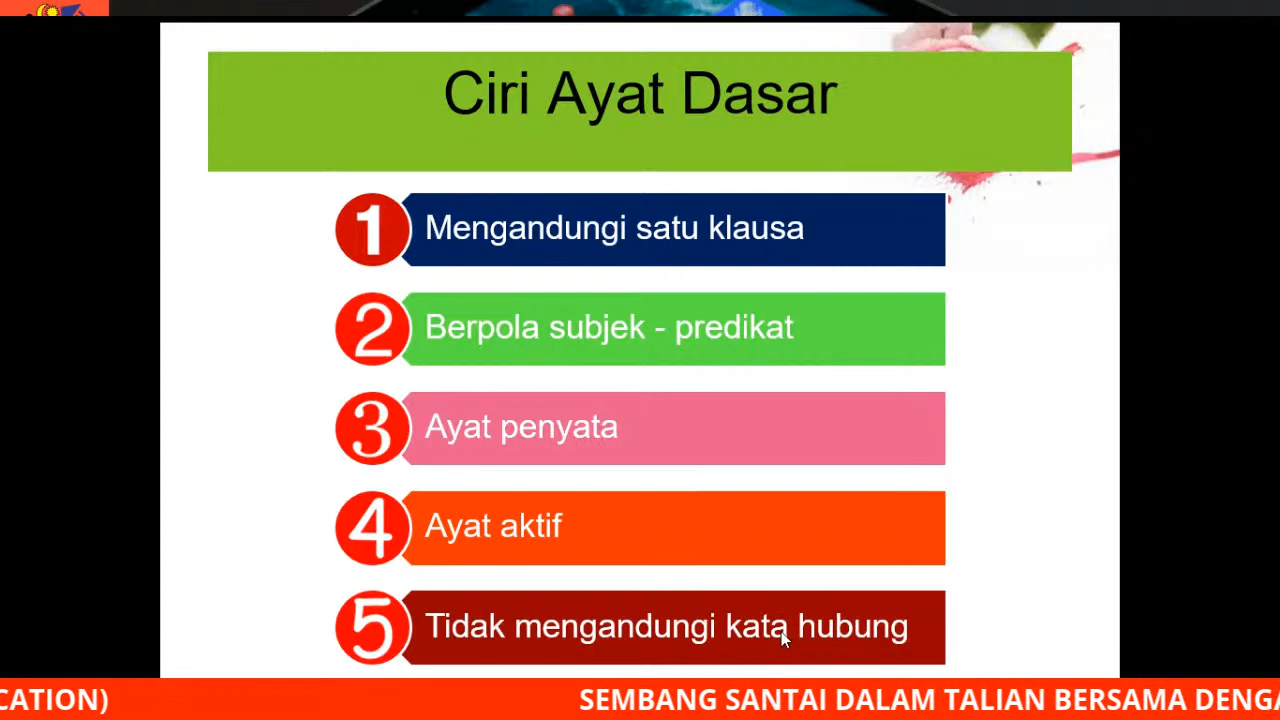 Ciri Ayat Dasar
1 Mengandungi satu klausa
2 Berpola subjek - predikat
3 Ayat penyata
4 Ayat aktif
5 Tidak mengandungi kata hubung
CATION) SEMBANG SANTAI DALAM TALIAN BERSAMA DENGA